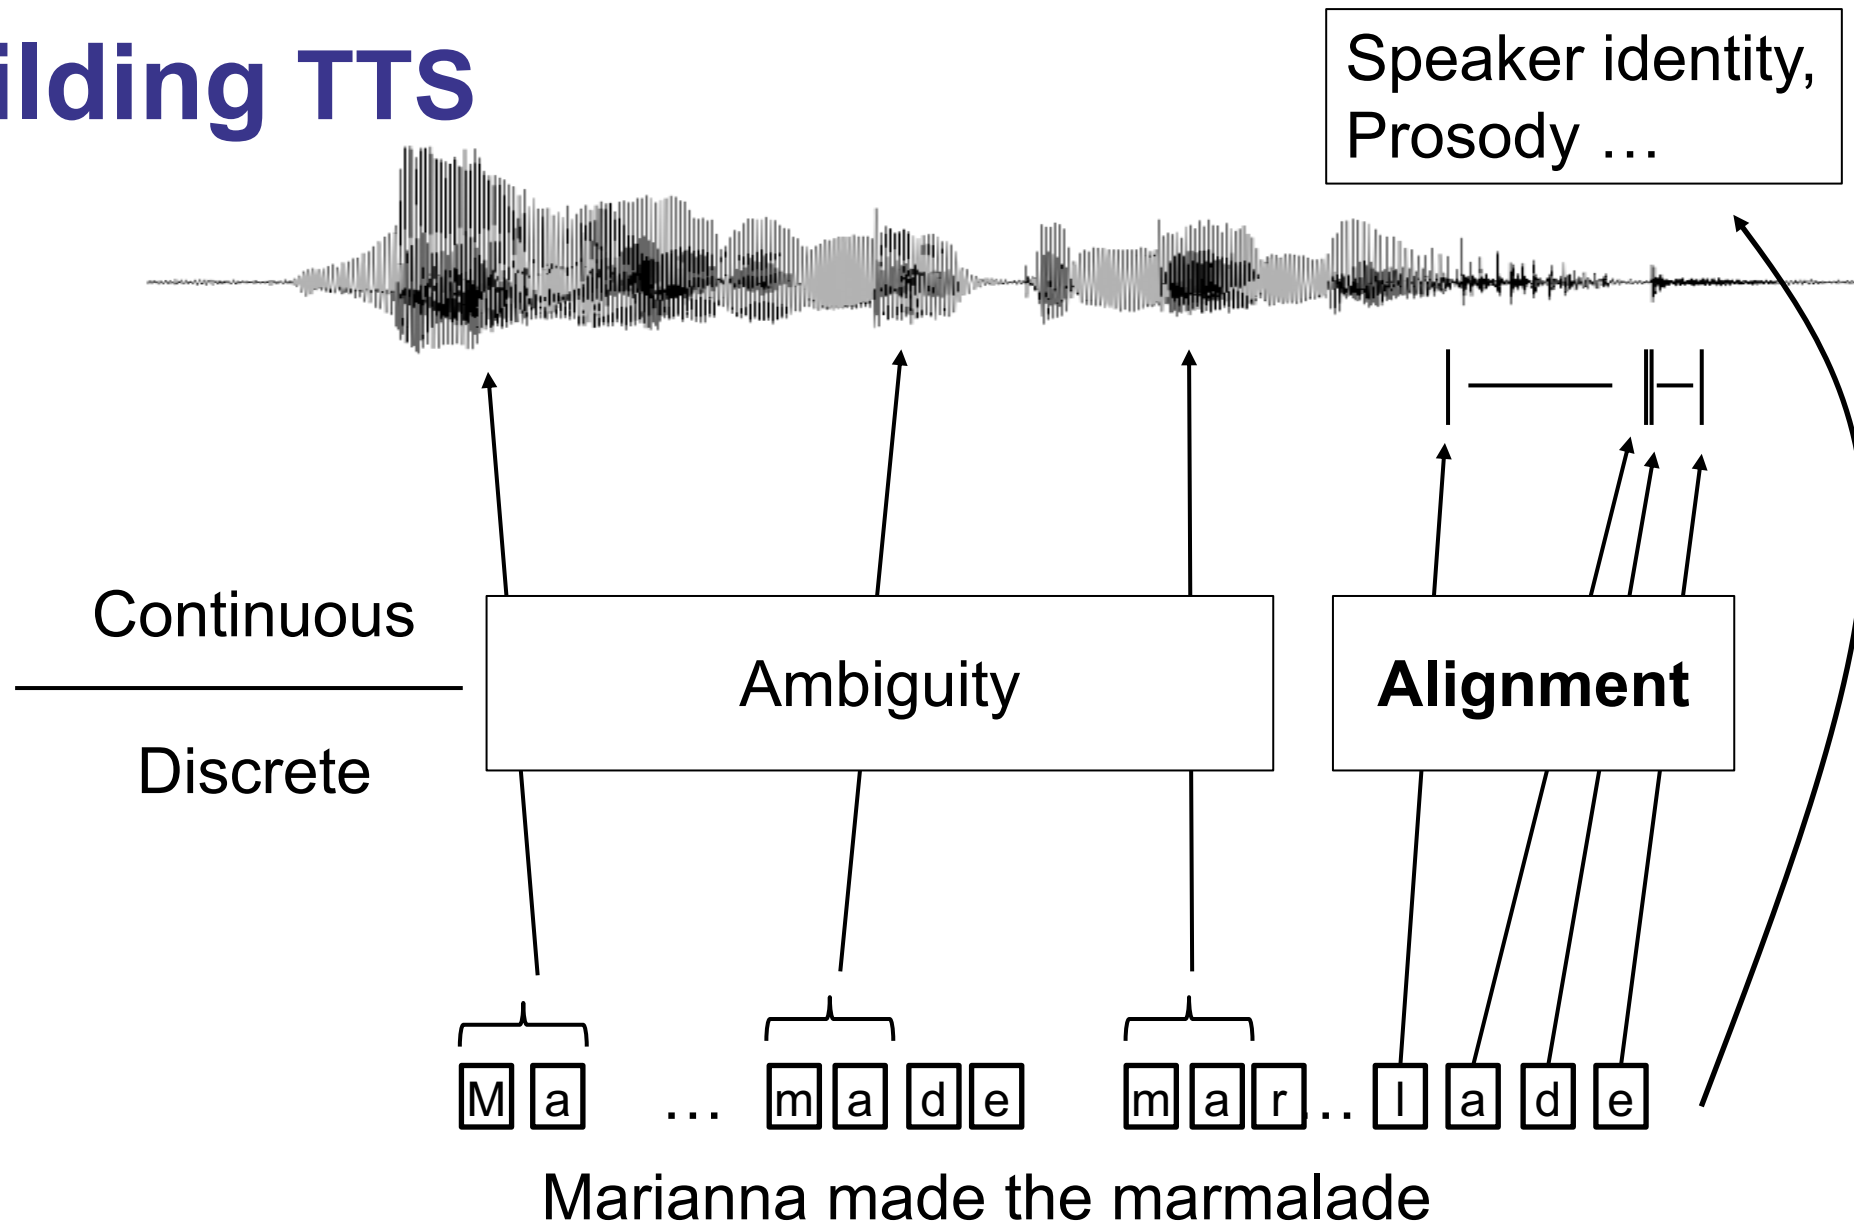 ilding TTS
Speaker identity,
Prosody …
Continuous
Discrete
Ambiguity
Alignment
M a … m a d e m a r … l a d e
Marianna made the marmalade